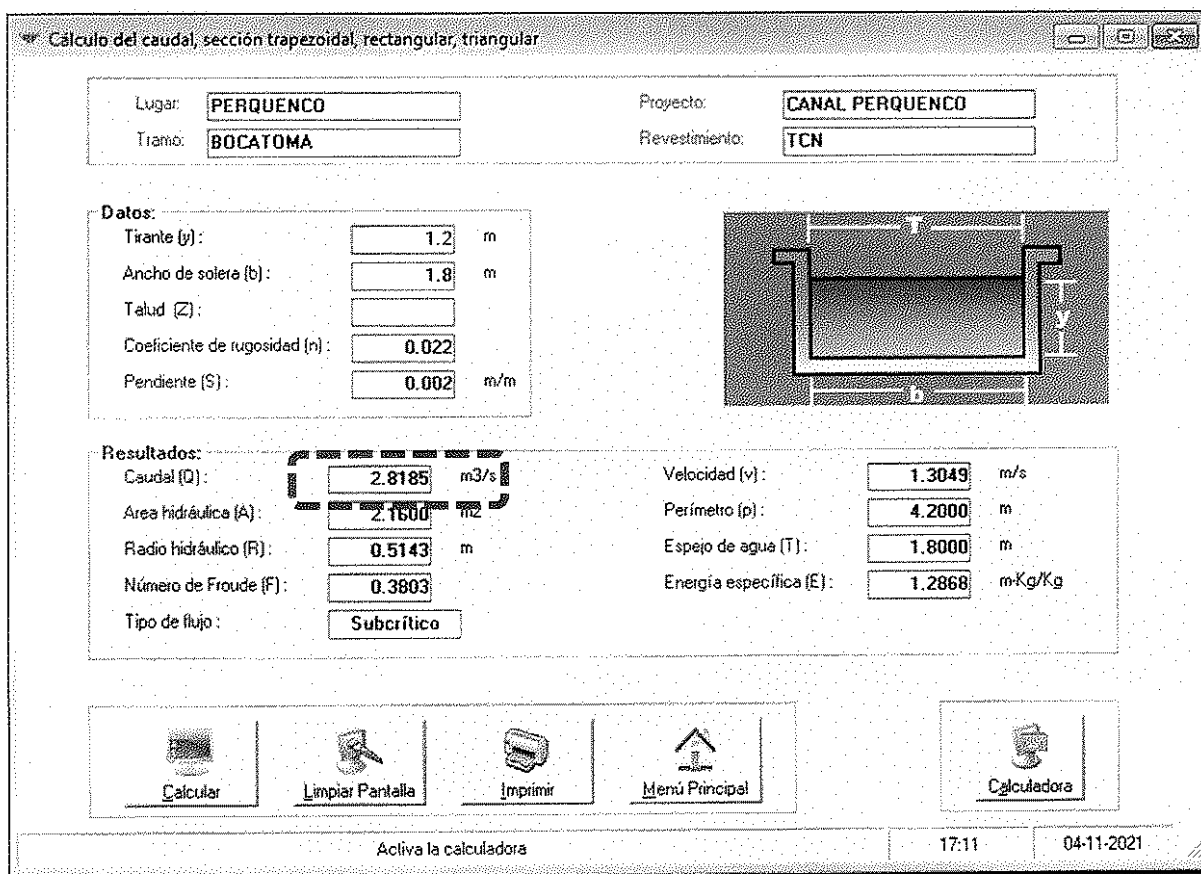 Cálculo del caudal, sección trapezoidal, rectangular, triangular
Lugar: PERQUENCO Proyecto: CANAL PERQUENCO
Tramo: BOCATOMA Revestimiento: TCN
Datos:
Tirante (y) : 1.2 m
Ancho de solera (b) : 1.8 m
Talud (Z) :
Coeficiente de rugosidad (n) : 0.022
Pendiente (S) : 0.002 m/m
T
y
b
Resultados:
Caudal (Q) : 2.8185 m3/s Velocidad (v) : 1.3049 m/s
Area hidráulica (A) : 2.1600 m2 Perímetro (p) : 4.2000 m
Radio hidráulico (R) : 0.5143 m Espejo de agua (T) : 1.8000 m
Número de Froude (F) : 0.3803 Energía específica (E) : 1.2868 m-Kg/Kg
Tipo de flujo : Subcrítico
Calcular Limpiar Pantalla Imprimir Menú Principal Calculadora
Activa la calculadora 17:11 04-11-2021